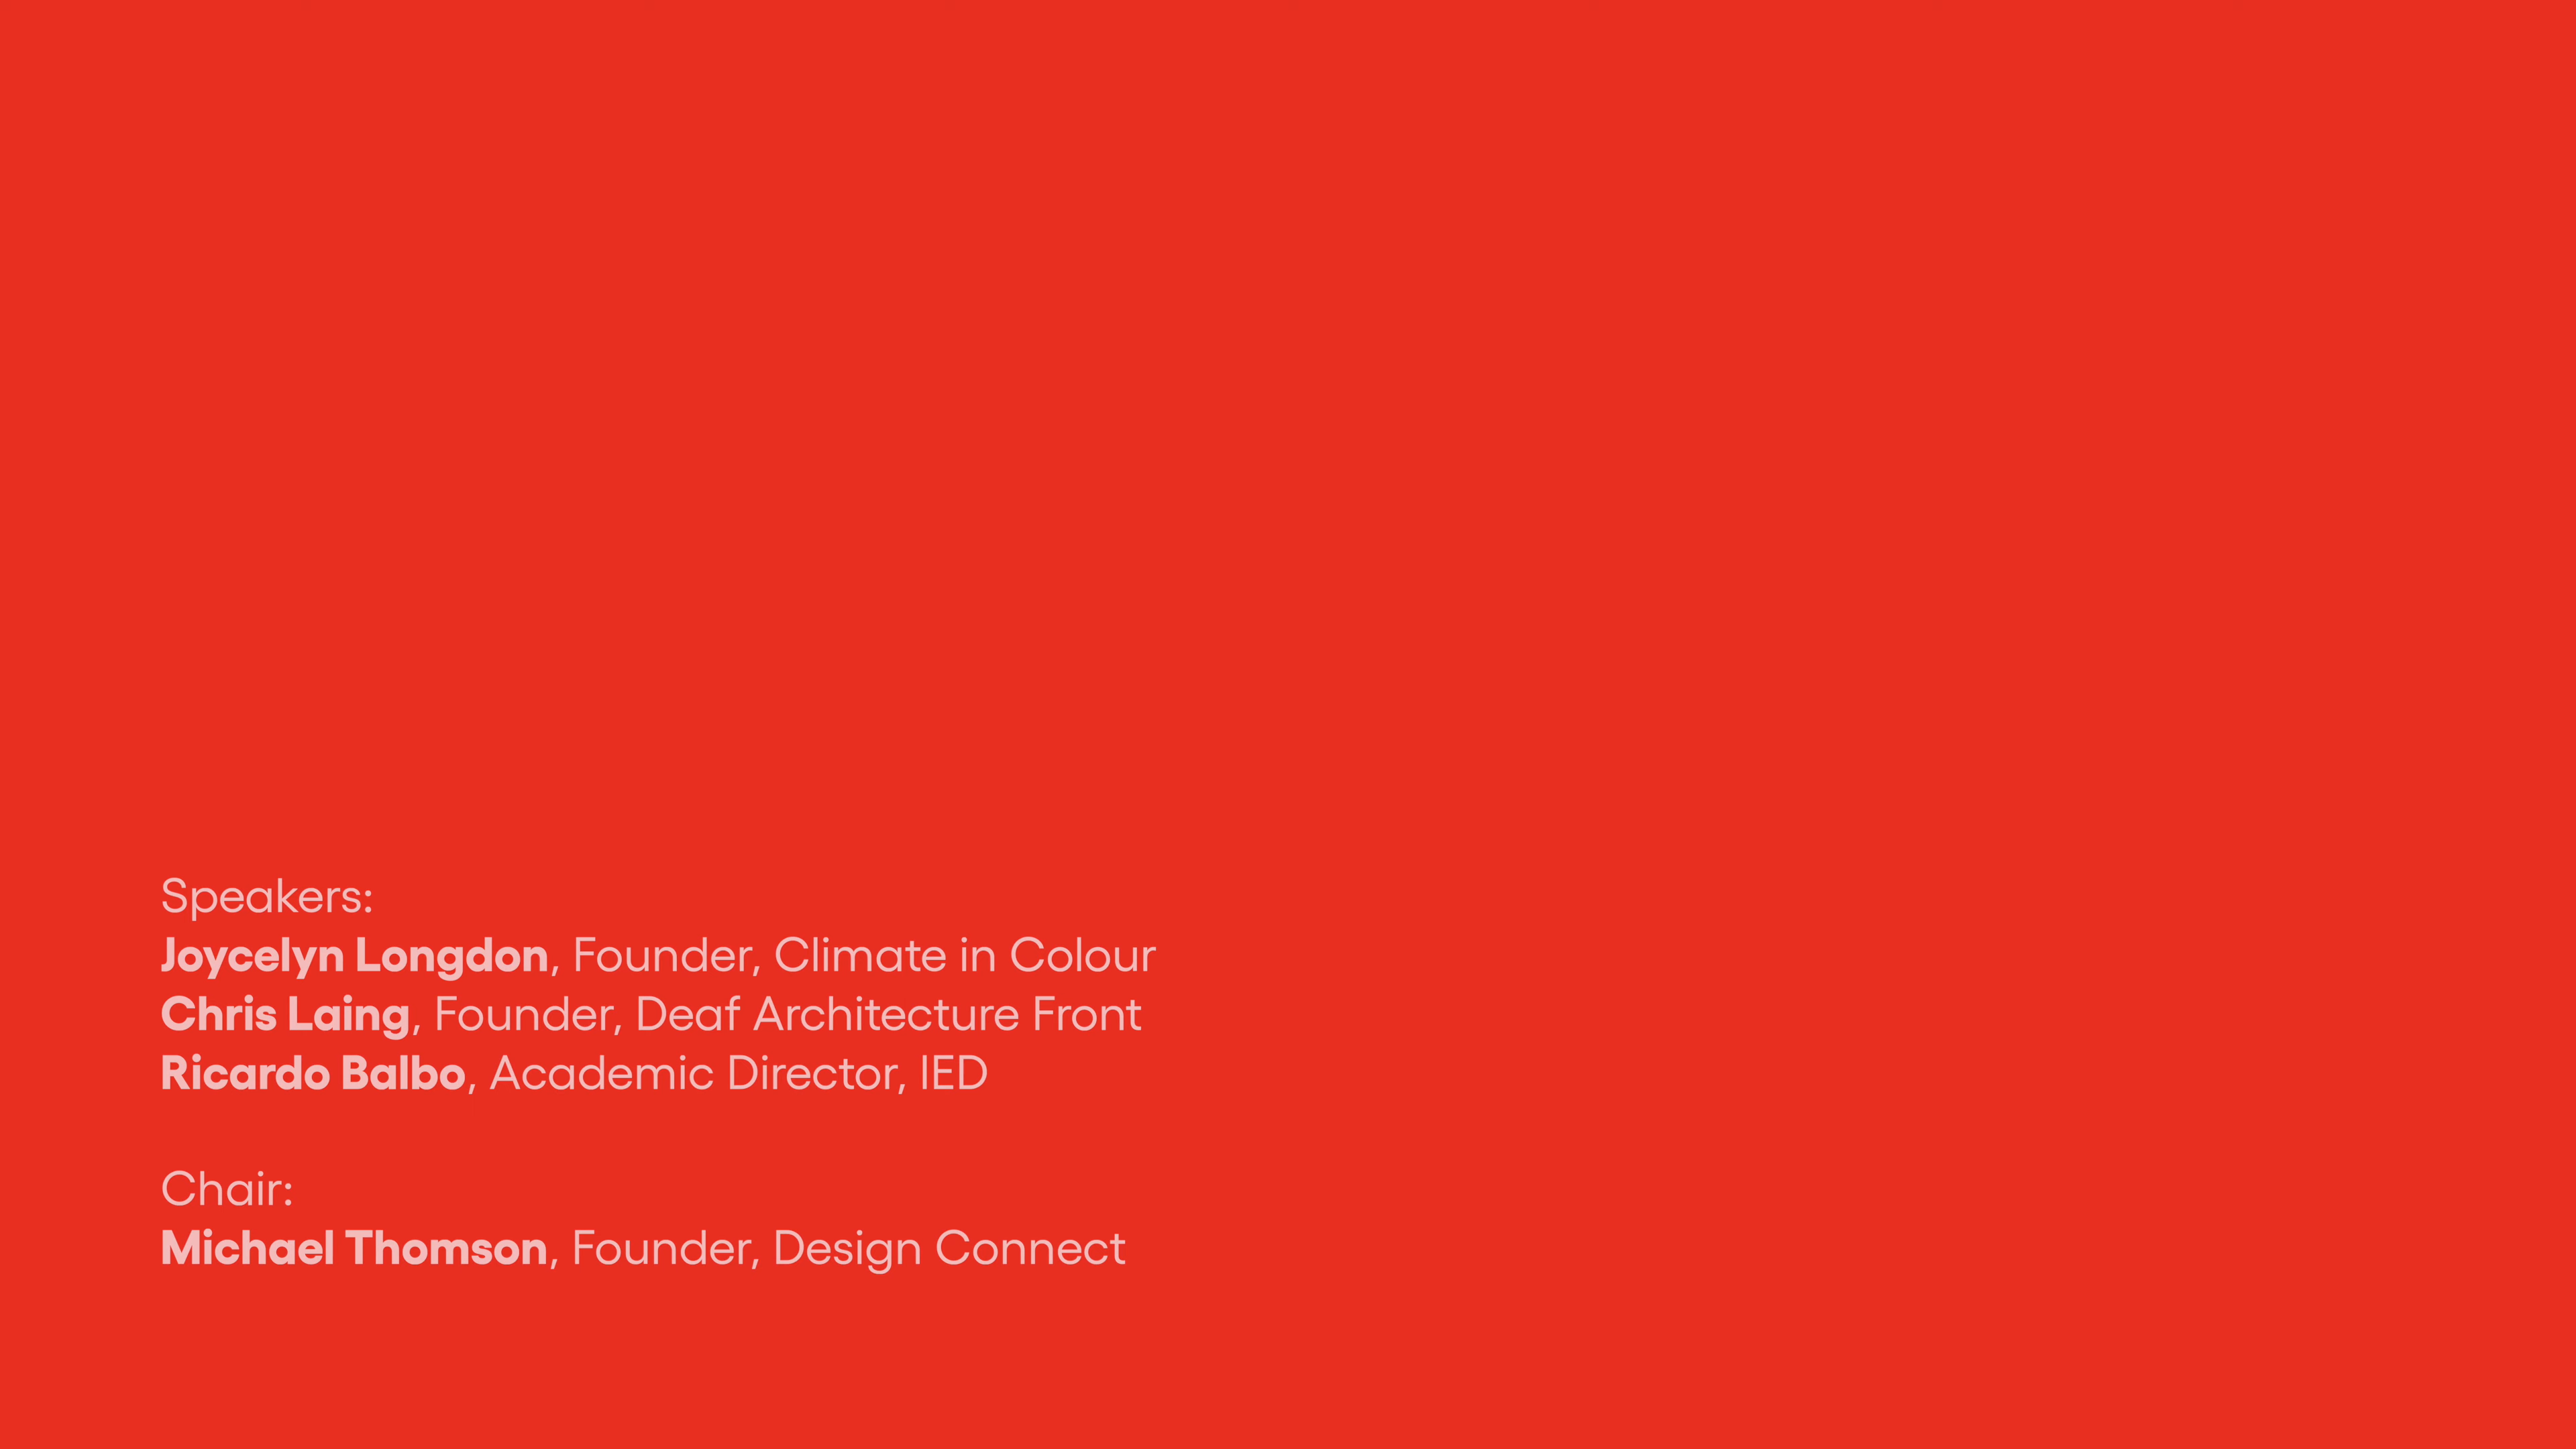 Speakers:
Joycelyn Longdon, Founder, Climate in Colour
Chris Laing, Founder, Deaf Architecture Front
Ricardo Balbo, Academic Director, IED
Chair:
Michael Thomson, Founder, Design Connect